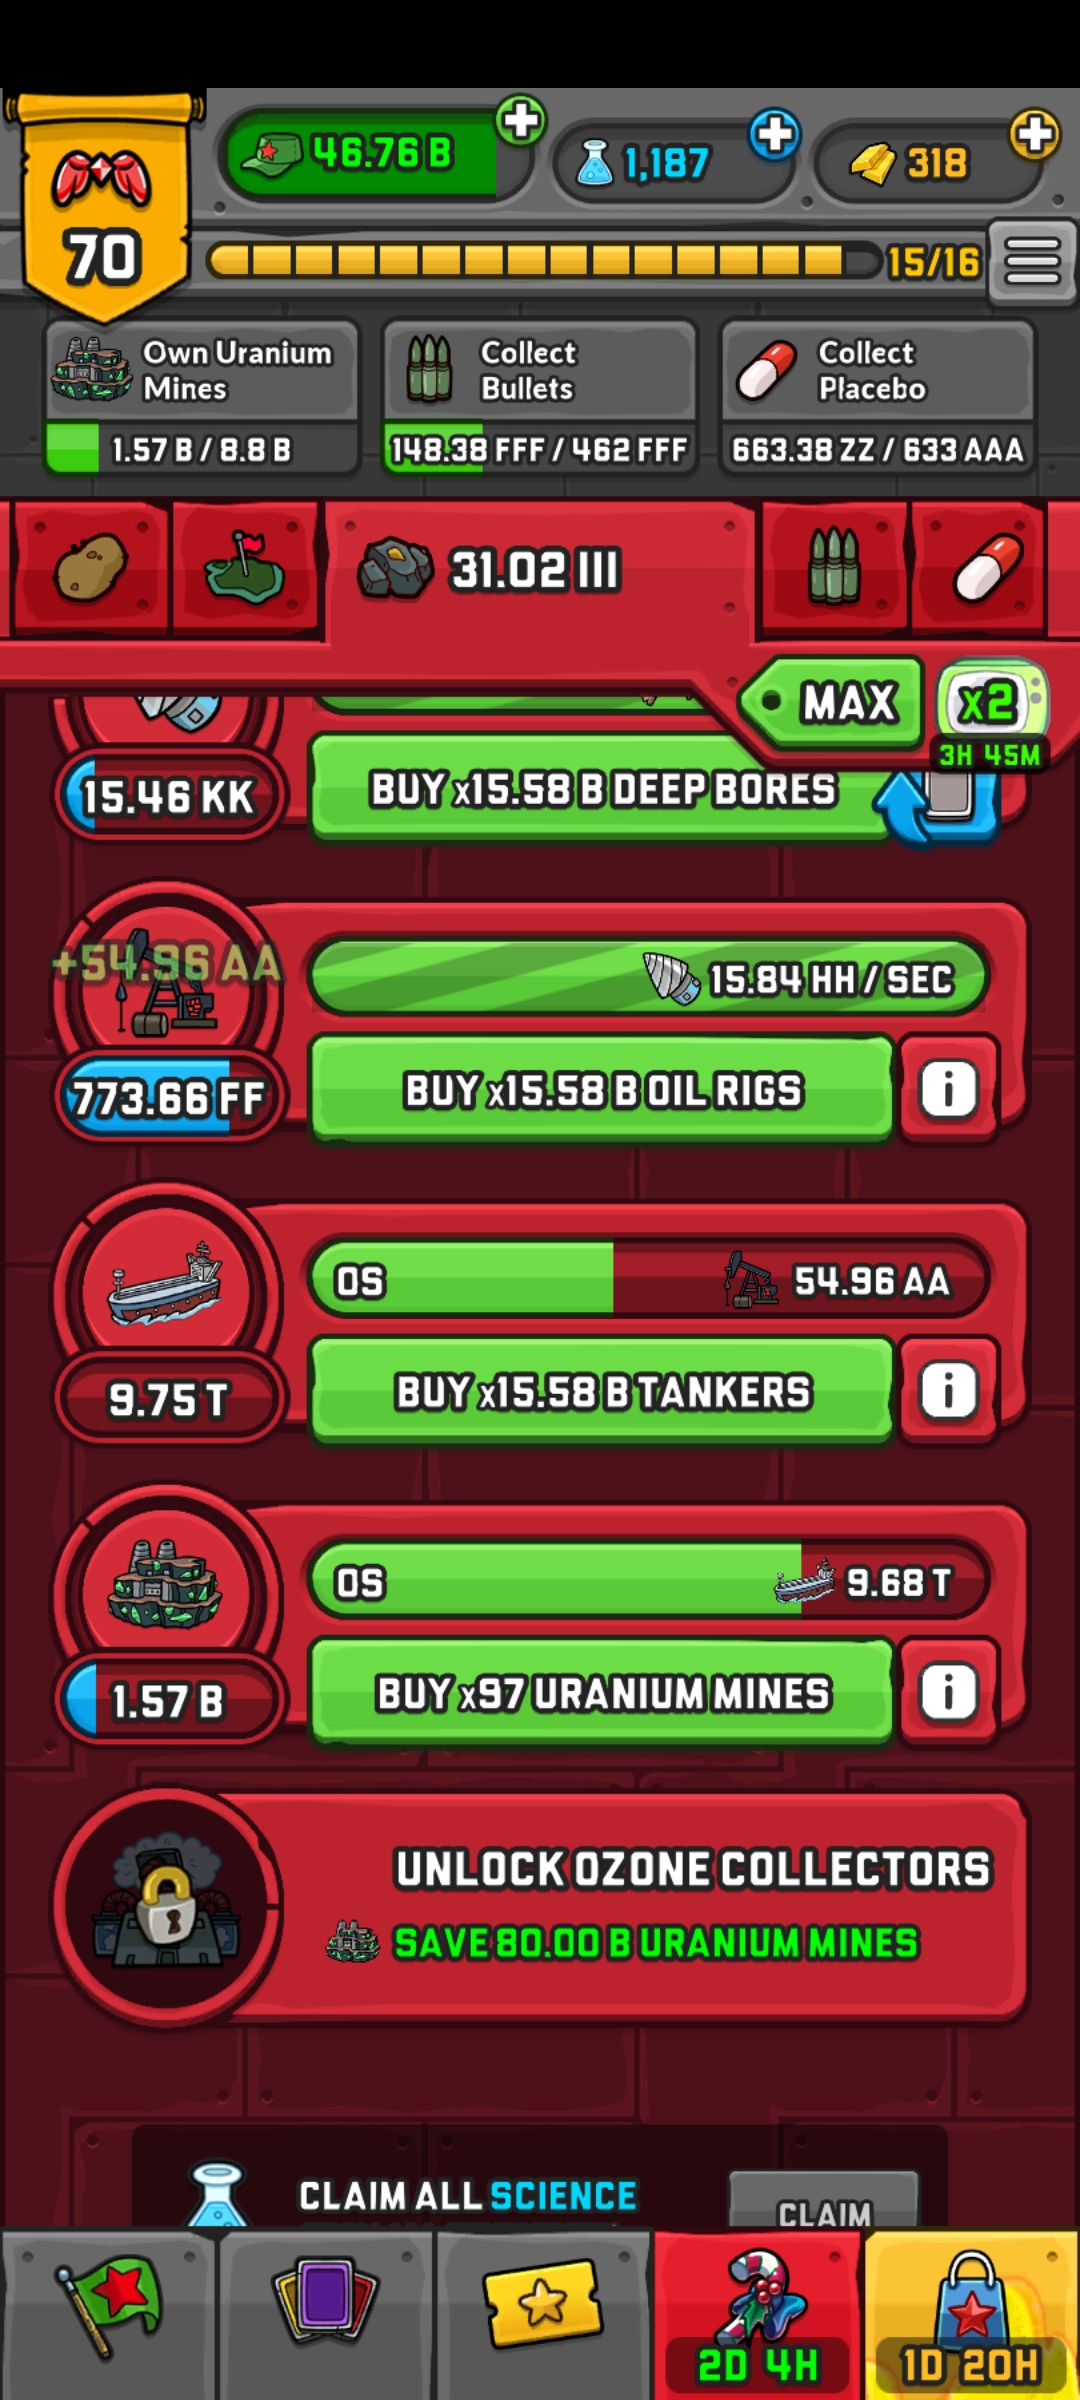 46.76 B
1,187
318
70
15/16
Own Uranium
Mines
1.57 B / 8.8 B
Collect
Bullets
148.38 FFF / 462 FFF
Collect
Placebo
663.38 ZZ / 633 AAA
31.02 III
MAX
x2
3H 45M
15.46 KK
BUY x15.58 B DEEP BORES
+54.96 AA
15.84 HH / SEC
773.66 FF
BUY x15.58 B OIL RIGS
i
0S
54.96 AA
9.75 T
BUY x15.58 B TANKERS
i
0S
9.68 T
1.57 B
BUY x97 URANIUM MINES
i
UNLOCK OZONE COLLECTORS
SAVE 80.00 B URANIUM MINES
CLAIM ALL SCIENCE
CLAIM
2D 4H
1D 20H